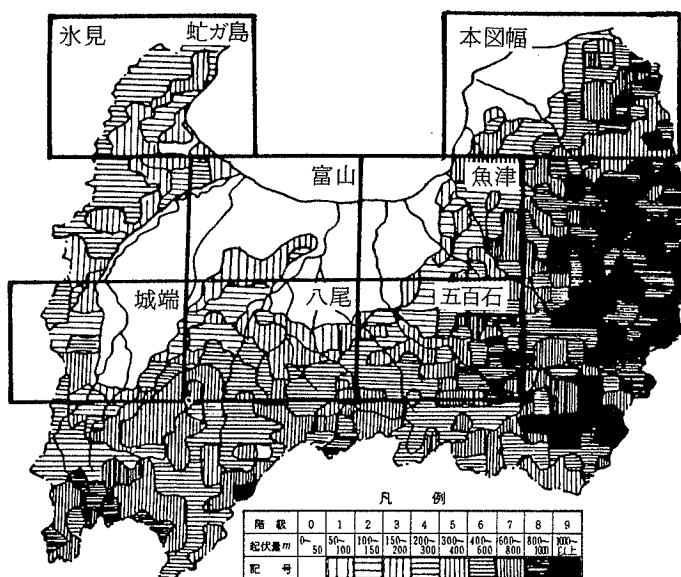 氷見 虻ガ島 本図幅
富山 魚津
城端 八尾 五百石
凡 例
階級 0 1 2 3 4 5 6 7 8 9
起伏量m 0~50 50~100 100~150 150~200 200~300 300~400 400~600 600~800 800~1000 1000~以上
記号